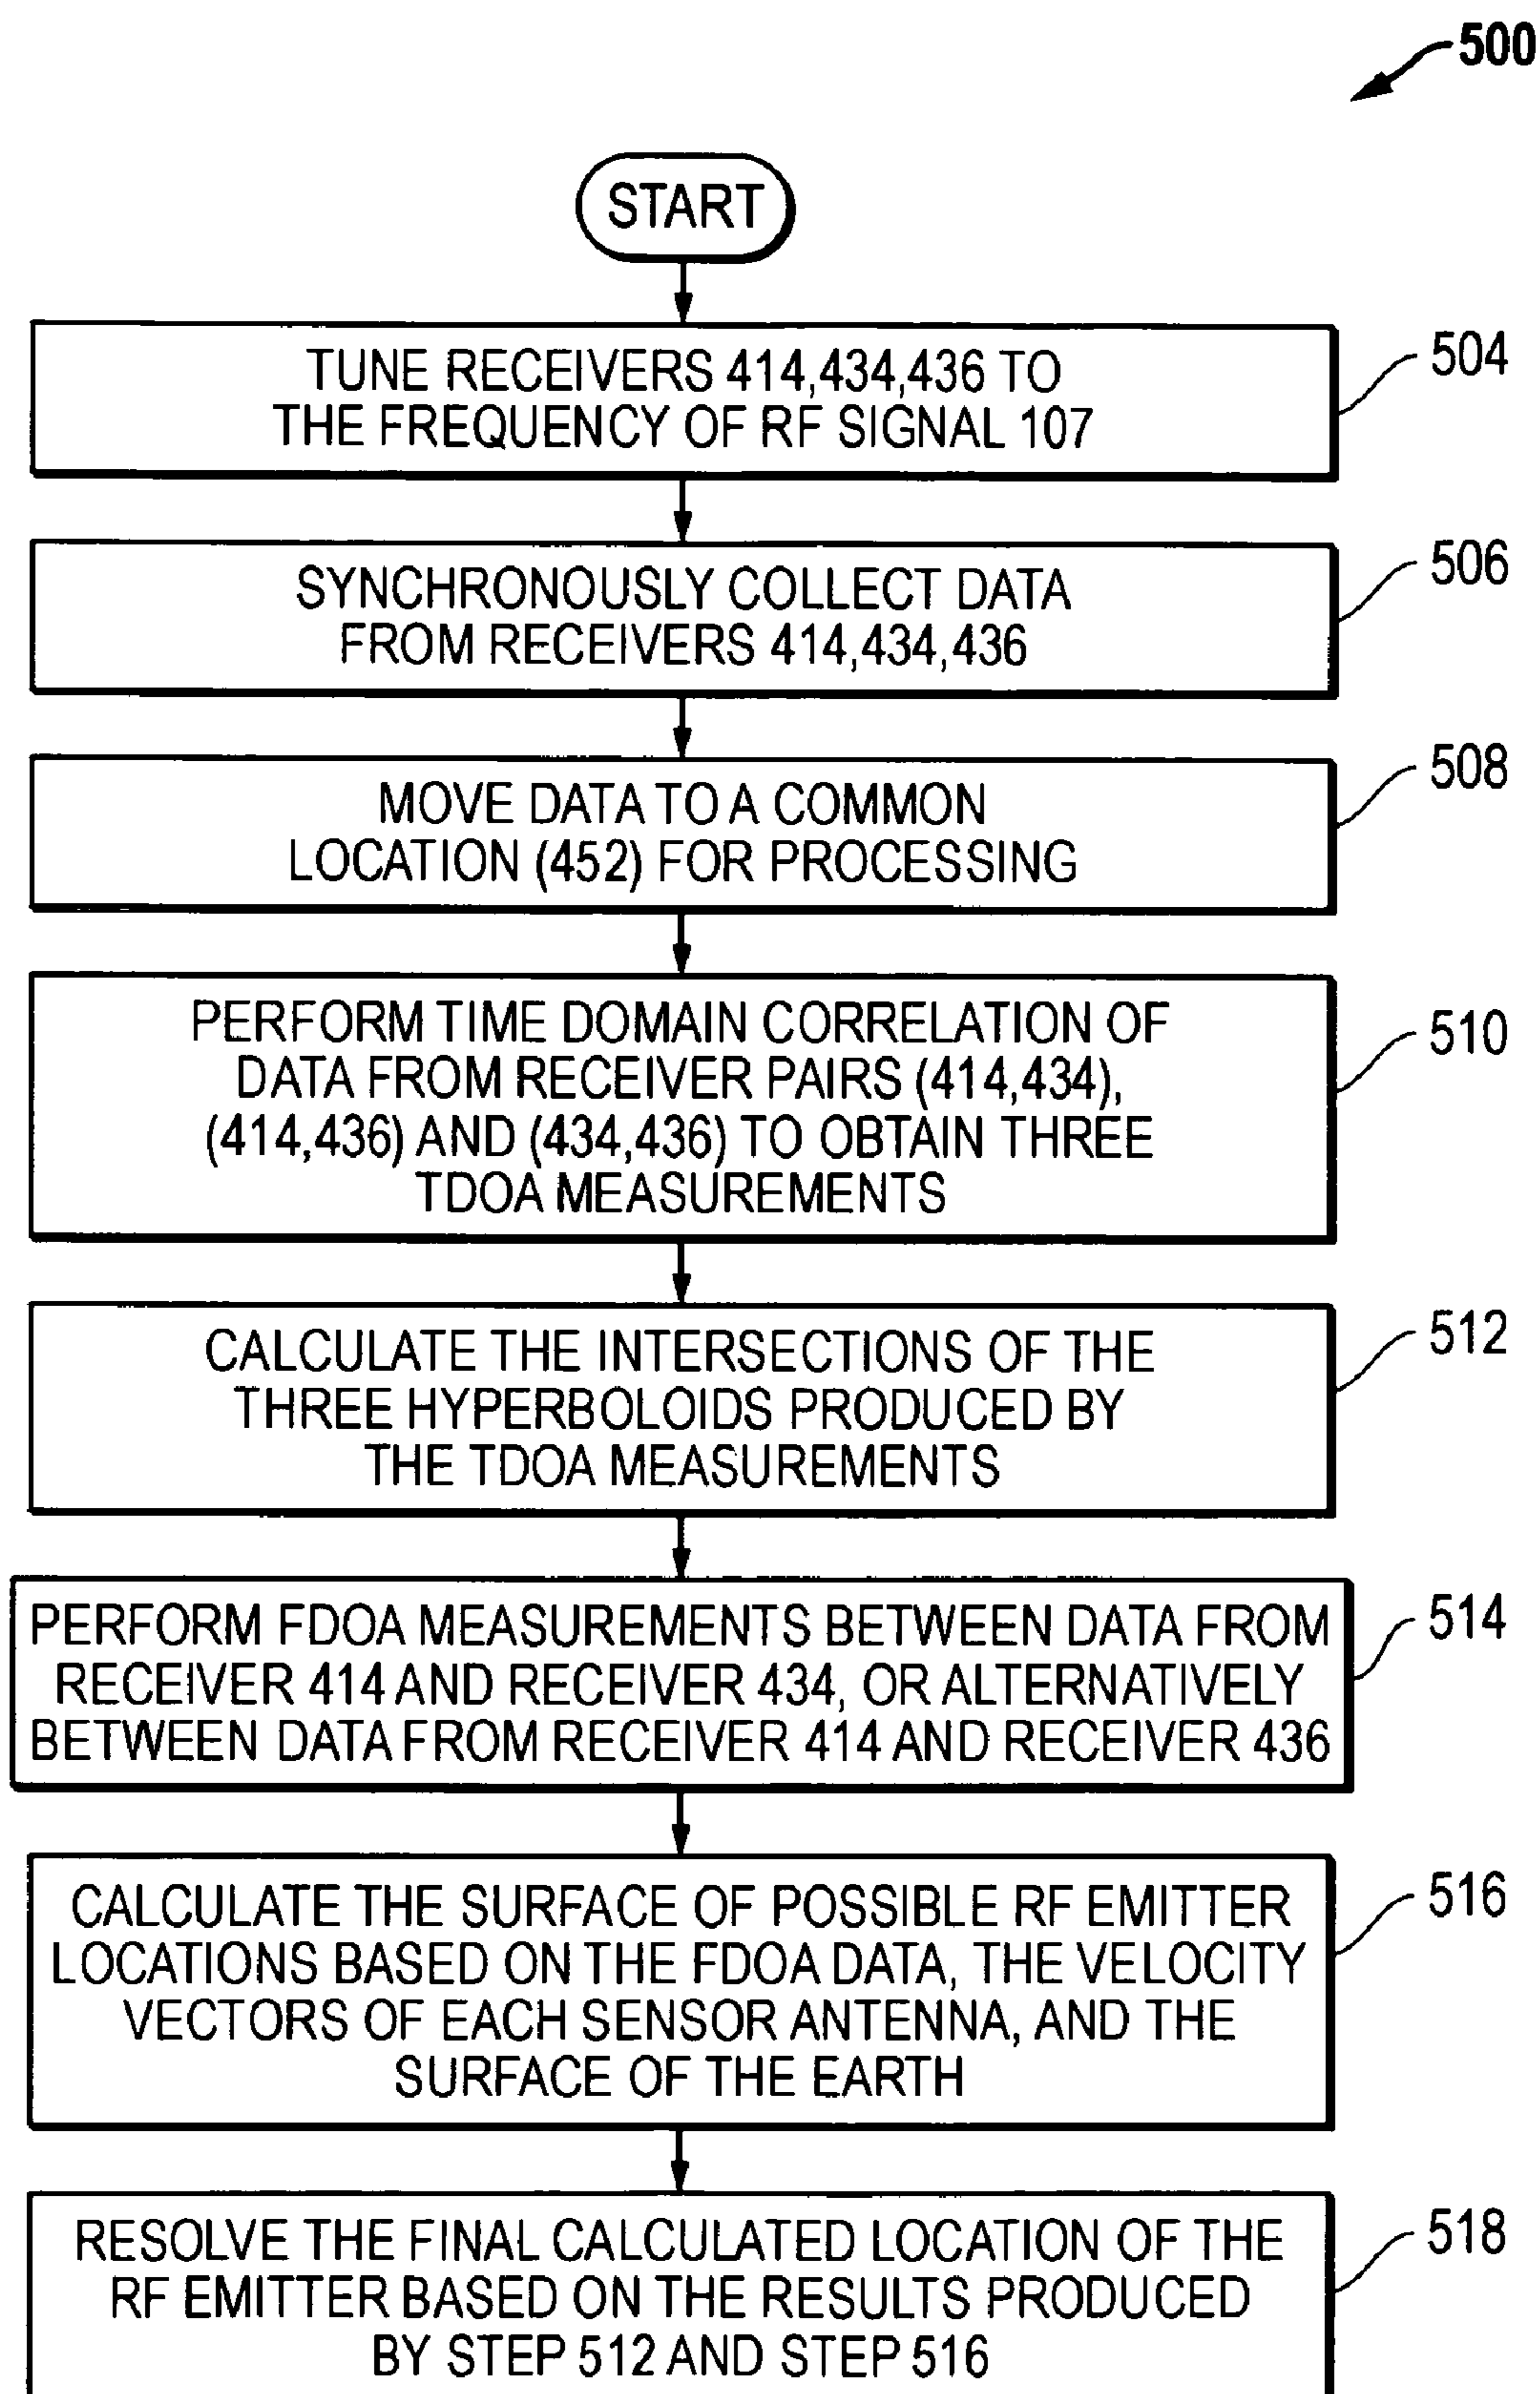 500
START
TUNE RECEIVERS 414,434,436 TO
THE FREQUENCY OF RF SIGNAL 107
504
SYNCHRONOUSLY COLLECT DATA
FROM RECEIVERS 414,434,436
506
MOVE DATA TO A COMMON
LOCATION (452) FOR PROCESSING
508
PERFORM TIME DOMAIN CORRELATION OF
DATA FROM RECEIVER PAIRS (414,434),
(414,436) AND (434,436) TO OBTAIN THREE
TDOA MEASUREMENTS
510
CALCULATE THE INTERSECTIONS OF THE
THREE HYPERBOLOIDS PRODUCED BY
THE TDOA MEASUREMENTS
512
PERFORM FDOA MEASUREMENTS BETWEEN DATA FROM
RECEIVER 414 AND RECEIVER 434, OR ALTERNATIVELY
BETWEEN DATA FROM RECEIVER 414 AND RECEIVER 436
514
CALCULATE THE SURFACE OF POSSIBLE RF EMITTER
LOCATIONS BASED ON THE FDOA DATA, THE VELOCITY
VECTORS OF EACH SENSOR ANTENNA, AND THE
SURFACE OF THE EARTH
516
RESOLVE THE FINAL CALCULATED LOCATION OF THE
RF EMITTER BASED ON THE RESULTS PRODUCED
BY STEP 512 AND STEP 516
518